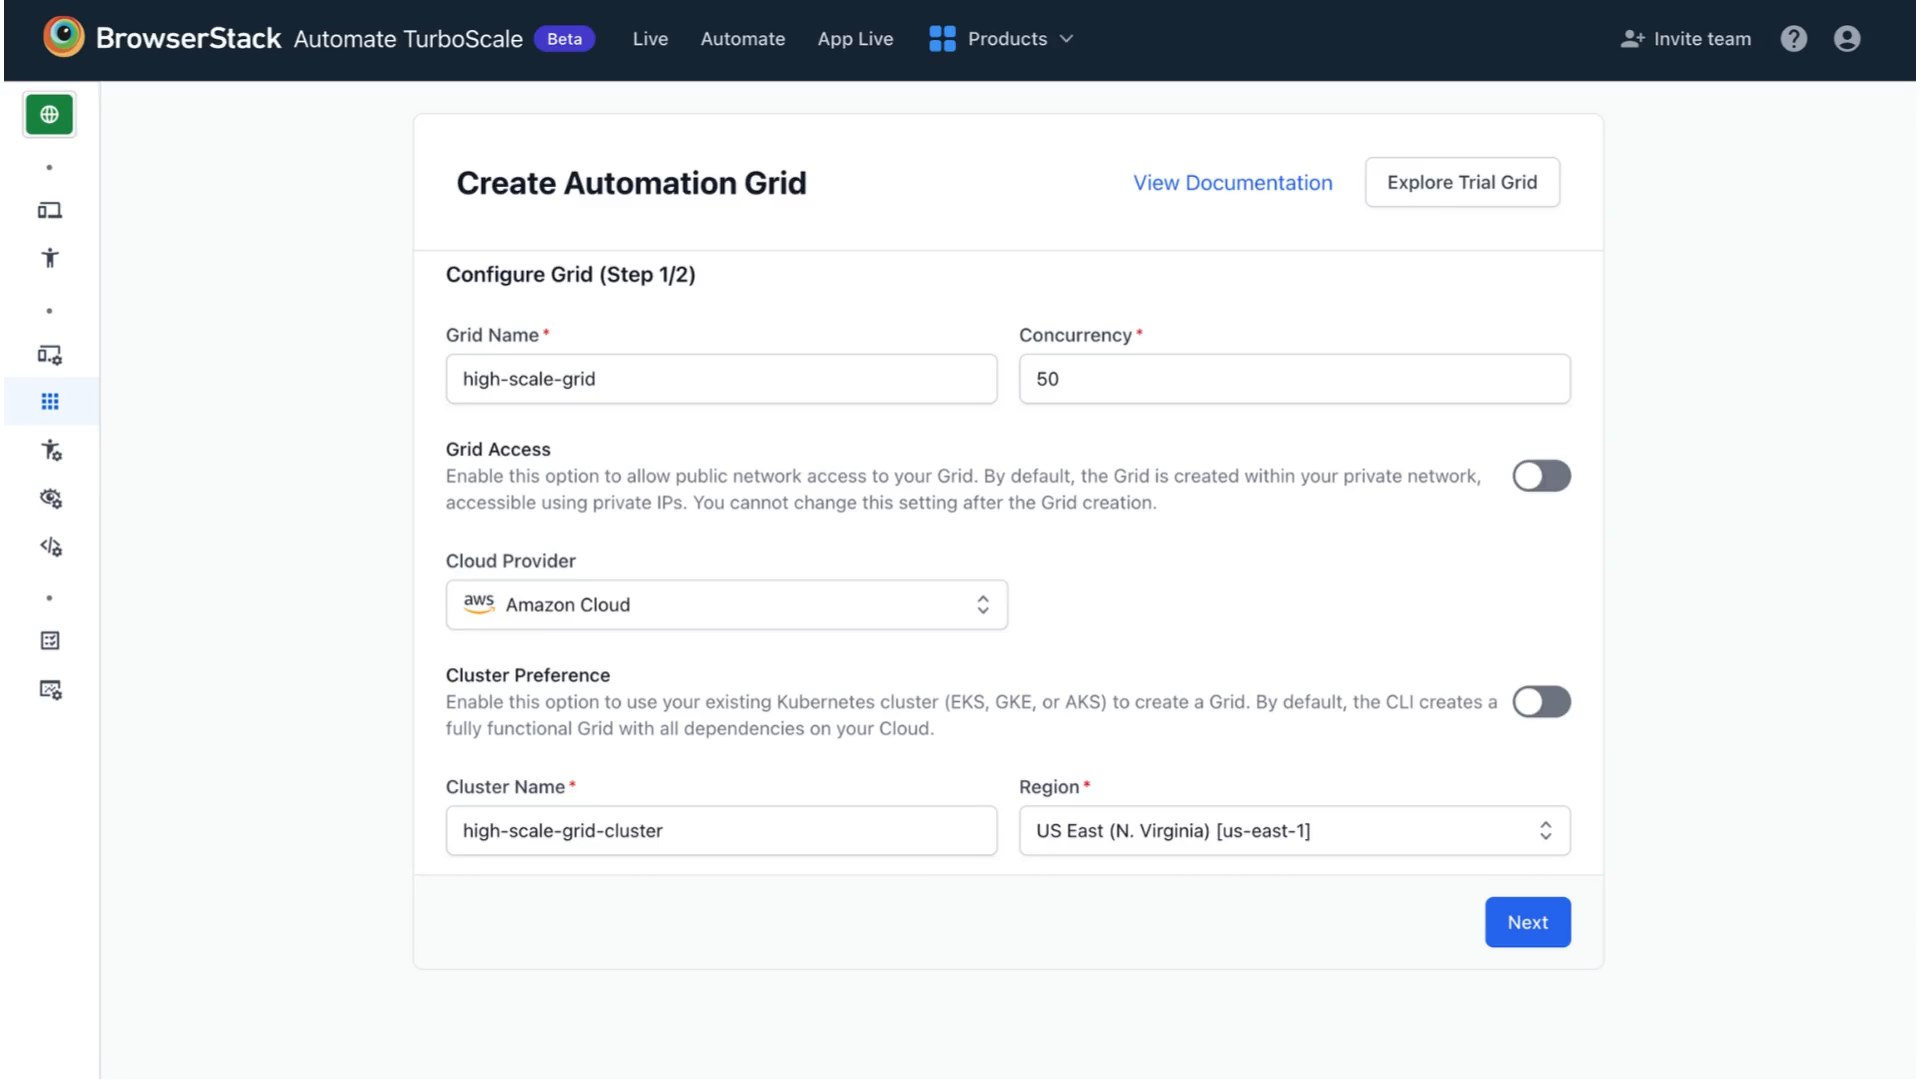 BrowserStack Automate TurboScale Beta Live Automate App Live Products Invite team
Create Automation Grid View Documentation Explore Trial Grid
Configure Grid (Step 1/2)
Grid Name* Concurrency*
high-scale-grid 50
Grid Access
Enable this option to allow public network access to your Grid. By default, the Grid is created within your private network,
accessible using private IPs. You cannot change this setting after the Grid creation.
Cloud Provider
aws Amazon Cloud
Cluster Preference
Enable this option to use your existing Kubernetes cluster (EKS, GKE, or AKS) to create a Grid. By default, the CLI creates a
fully functional Grid with all dependencies on your Cloud.
Cluster Name* Region*
high-scale-grid-cluster US East (N. Virginia) [us-east-1]
Next